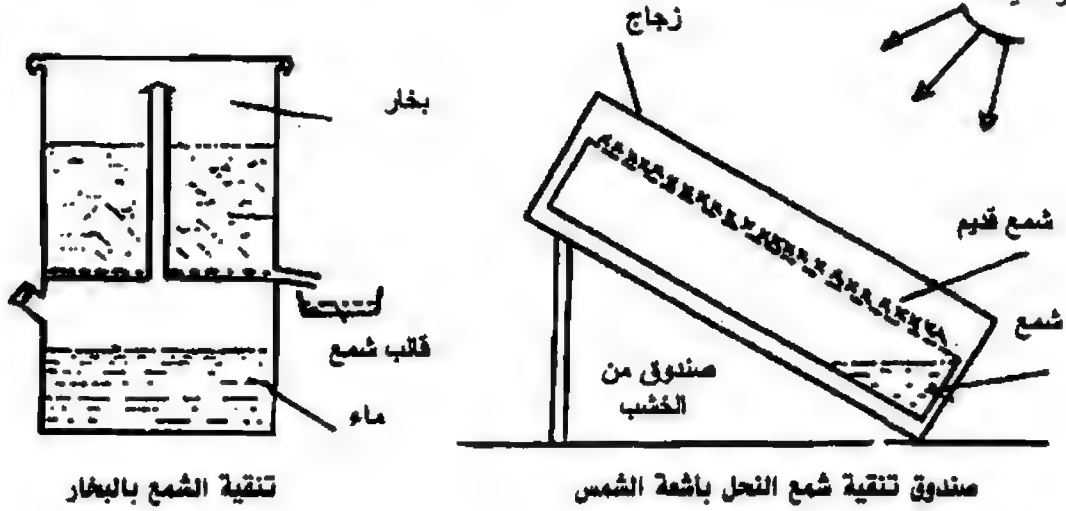 زجاج
بخار
شمع قديم
شمع
قالب شمع
ماء
صندوق من
الخشب
تنقية الشمع بالبخار
صندوق تنقية شمع النحل بأشعة الشمس